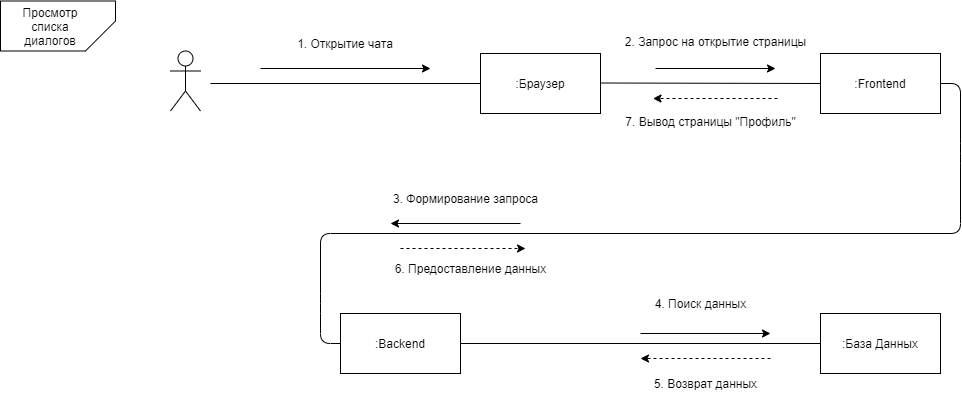 Просмотр
списка
диалогов
1. Открытие чата
2. Запрос на открытие страницы
:Браузер
:Frontend
7. Вывод страницы "Профиль"
3. Формирование запроса
6. Предоставление данных
4. Поиск данных
:Backend
:База Данных
5. Возврат данных